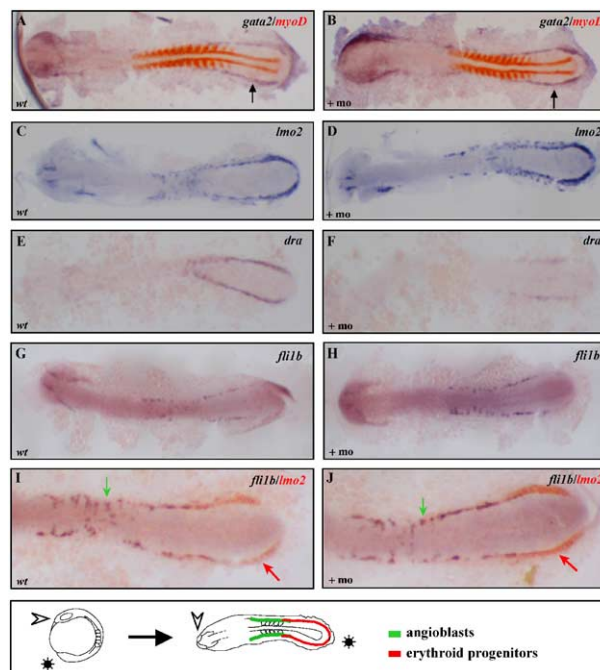 A
gata2/myoD
wt
B
gata2/myoD
+ mo
C
lmo2
wt
D
lmo2
+ mo
E
dra
wt
F
dra
+ mo
G
fli1b
wt
H
fli1b
+ mo
I
fli1b/lmo2
wt
J
fli1b/lmo2
+ mo
angioblasts
erythroid progenitors